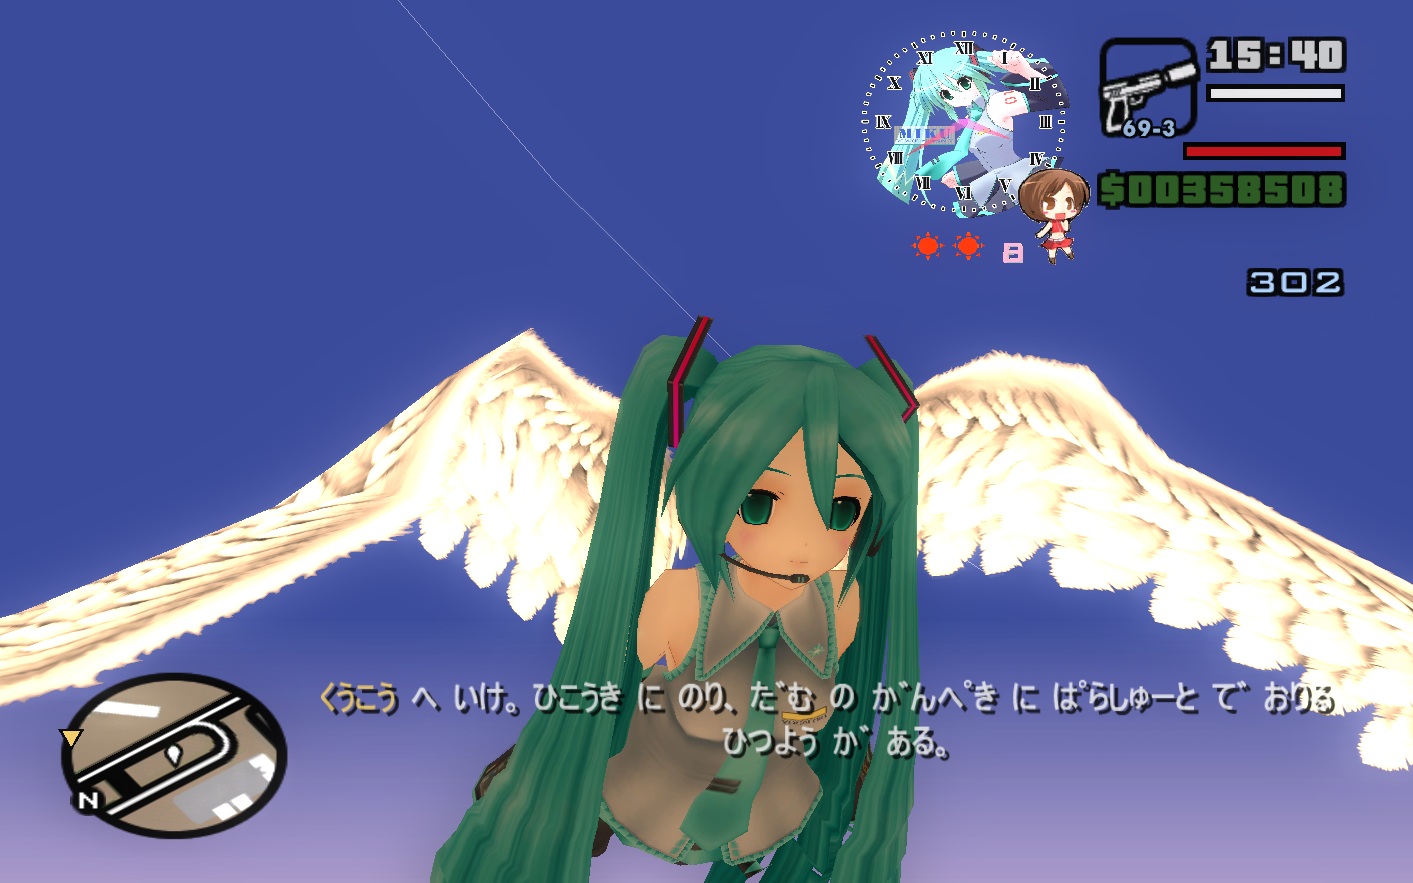 XII
XI
I
X
II
IX
III
MIKU
VIII
IV
VII
V
VI
15:40
69-3
$00358508
8
302
くうこう へ いけ。 ひこうき に のり、 だむ の がんぺき に ぱらしゅーと で おりる
ひつよう が ある。
N